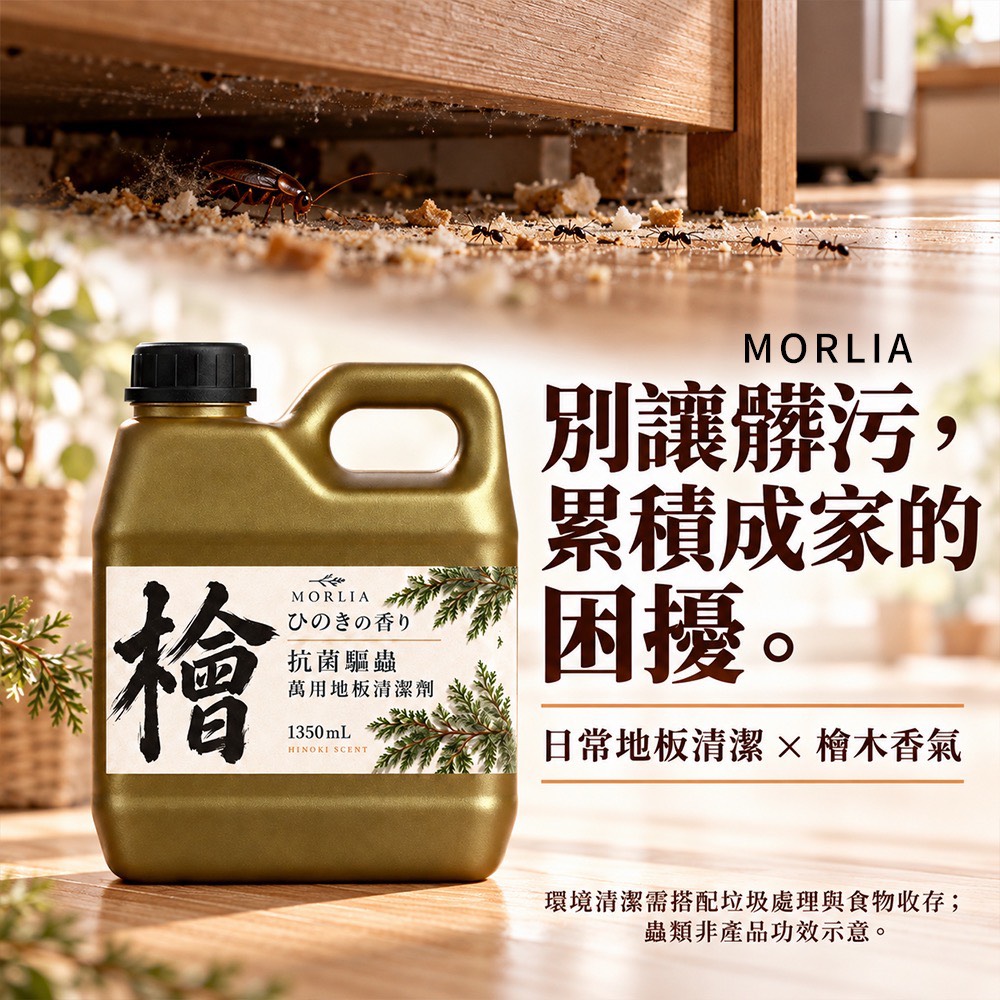 MORLIA
別讓髒污，
累積成家的
困擾。
日常地板清潔 × 檜木香氣
檜
MORLIA
ひのきの香り
抗菌驅蟲
萬用地板清潔劑
1350mL
HINOKI SCENT
環境清潔需搭配垃圾處理與食物收存；
蟲類非產品功效示意。